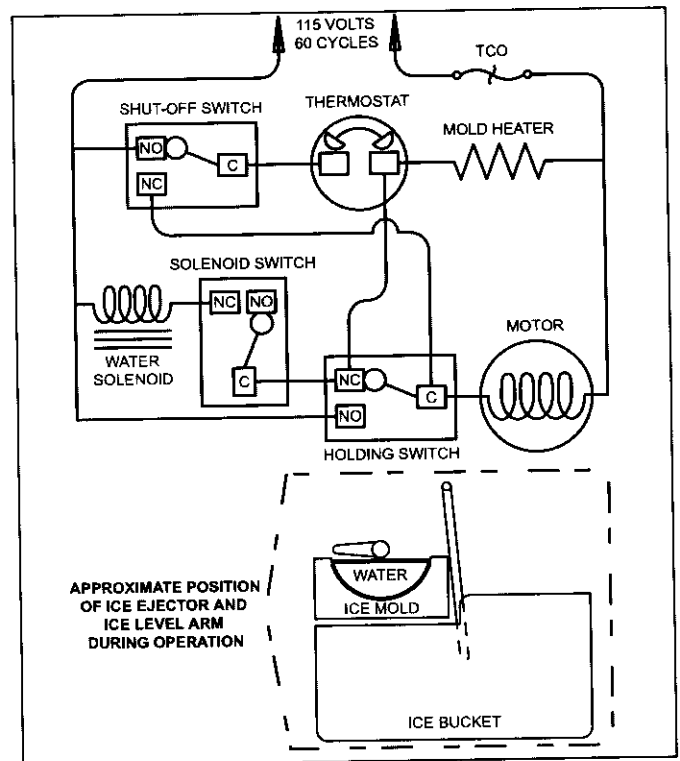 115 VOLTS
60 CYCLES
TCO
SHUT-OFF SWITCH
THERMOSTAT
MOLD HEATER
NO
C
NC
SOLENOID SWITCH
NC
NO
MOTOR
WATER
SOLENOID
C
NC
C
NO
HOLDING SWITCH
APPROXIMATE POSITION
OF ICE EJECTOR AND
ICE LEVEL ARM
DURING OPERATION
WATER
ICE MOLD
ICE BUCKET